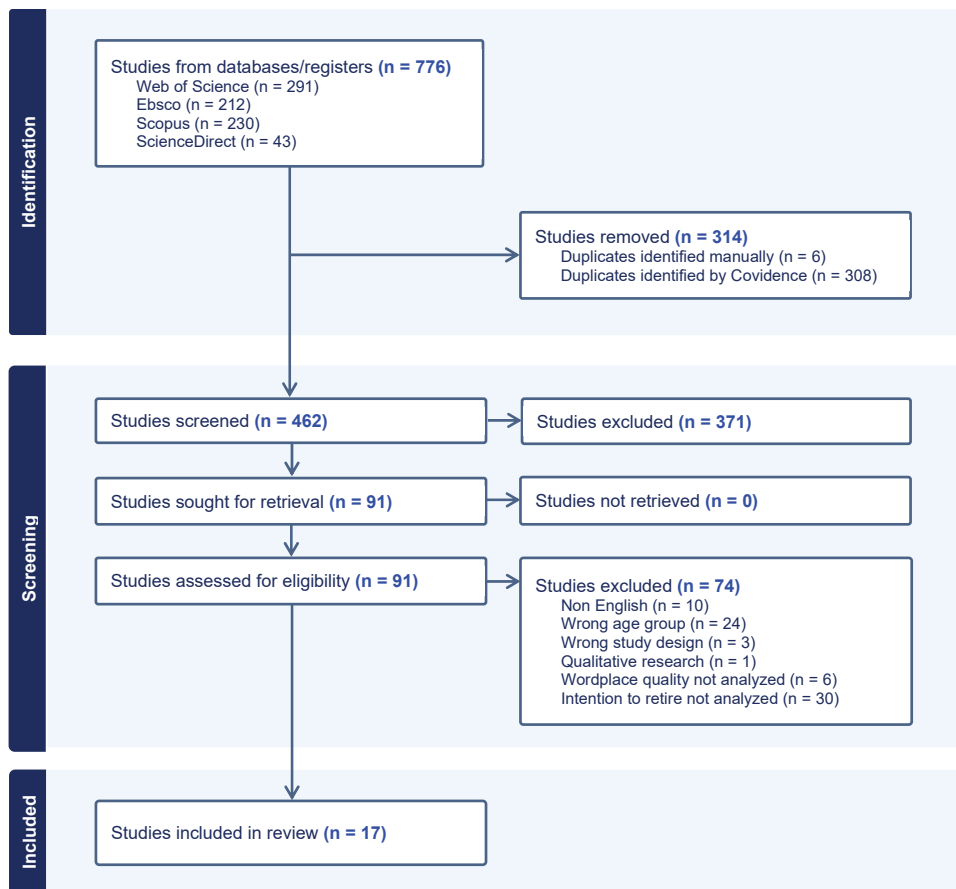 Identification
Studies from databases/registers (n = 776)
Web of Science (n = 291)
Ebsco (n = 212)
Scopus (n = 230)
ScienceDirect (n = 43)
Studies removed (n = 314)
Duplicates identified manually (n = 6)
Duplicates identified by Covidence (n = 308)
Screening
Studies screened (n = 462)
Studies excluded (n = 371)
Studies sought for retrieval (n = 91)
Studies not retrieved (n = 0)
Studies assessed for eligibility (n = 91)
Studies excluded (n = 74)
Non English (n = 10)
Wrong age group (n = 24)
Wrong study design (n = 3)
Qualitative research (n = 1)
Wordplace quality not analyzed (n = 6)
Intention to retire not analyzed (n = 30)
Included
Studies included in review (n = 17)